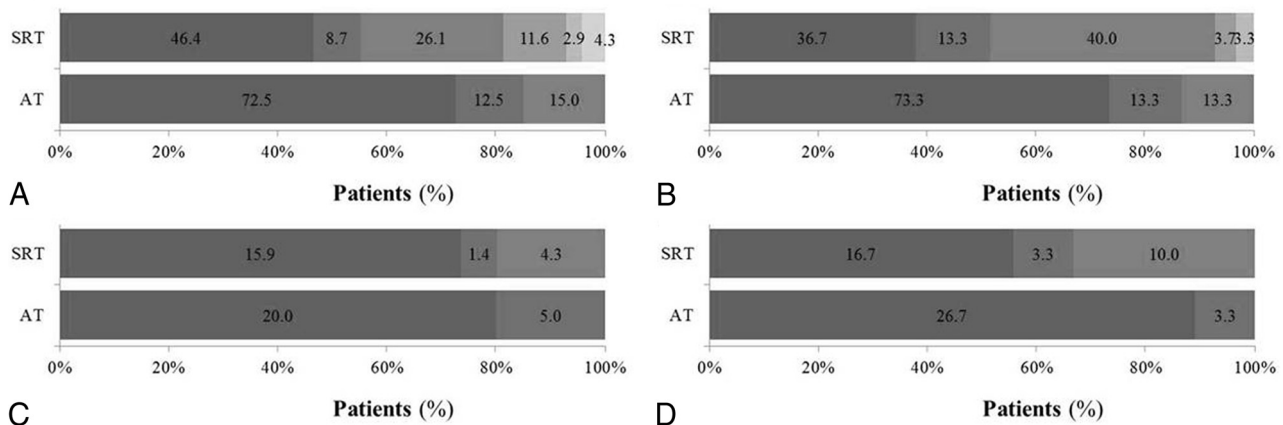 SRT 46.4 8.7 26.1 11.6 2.9 4.3
AT 72.5 12.5 15.0
0% 20% 40% 60% 80% 100%
Patients (%)
A
SRT 36.7 13.3 40.0 3.7 3.3
AT 73.3 13.3 13.3
0% 20% 40% 60% 80% 100%
Patients (%)
B
SRT 15.9 1.4 4.3
AT 20.0 5.0
0% 20% 40% 60% 80% 100%
Patients (%)
C
SRT 16.7 3.3 10.0
AT 26.7 3.3
0% 20% 40% 60% 80% 100%
Patients (%)
D